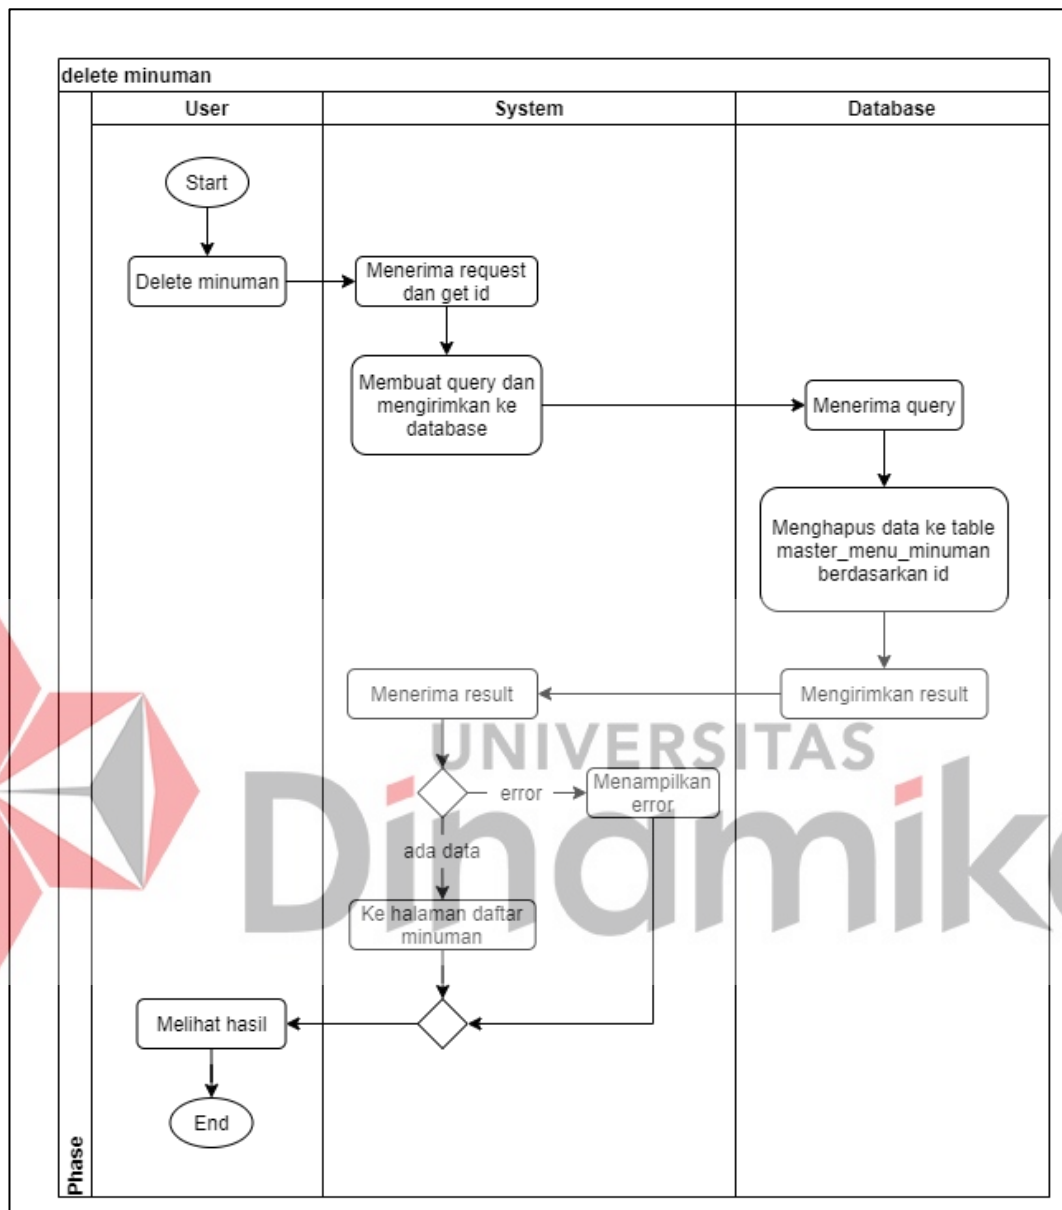 delete minuman
User
System
Database
Start
Delete minuman
Menerima request
dan get id
Membuat query dan
mengirimkan ke
database
Menerima query
Menghapus data ke table
master_menu_minuman
berdasarkan id
Menerima result
Mengirimkan result
UNIVERSITAS
Dinamika
error
Menampilkan
error
ada data
Ke halaman daftar
minuman
Melihat hasil
End
Phase